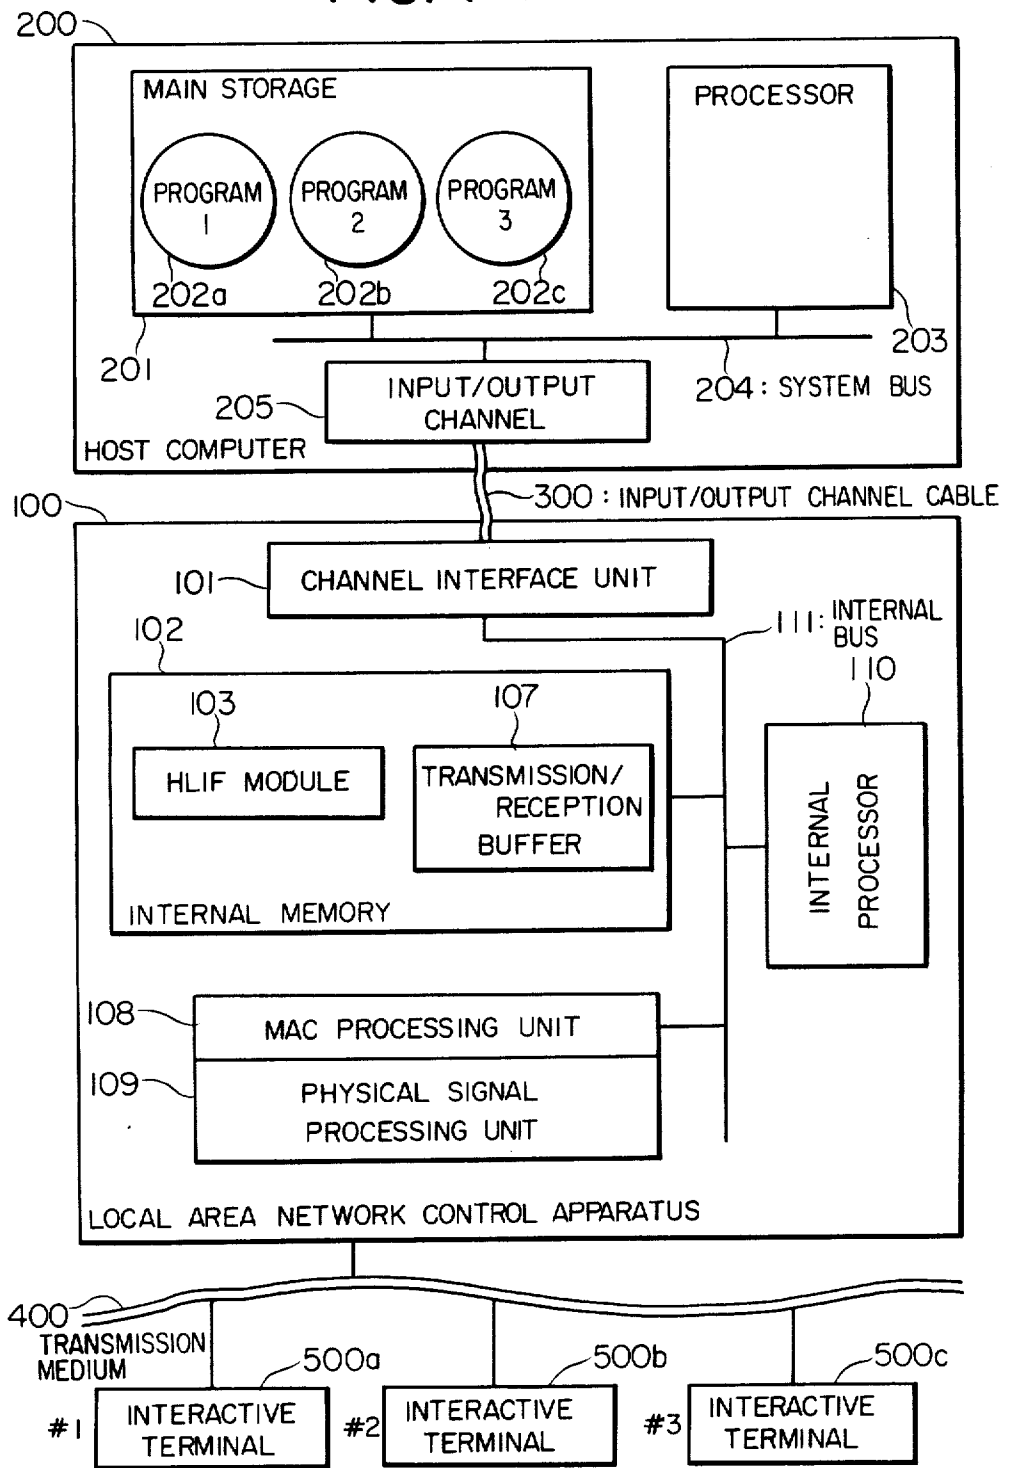 200
MAIN STORAGE
PROCESSOR
PROGRAM
1
PROGRAM
2
PROGRAM
3
202a
202b
202c
201
203
204: SYSTEM BUS
205
INPUT/OUTPUT
CHANNEL
HOST COMPUTER
300: INPUT/OUTPUT CHANNEL CABLE
100
101
CHANNEL INTERFACE UNIT
111: INTERNAL
BUS
102
110
103
107
HLIF MODULE
TRANSMISSION/
RECEPTION
BUFFER
INTERNAL
PROCESSOR
INTERNAL MEMORY
108
MAC PROCESSING UNIT
109
PHYSICAL SIGNAL
PROCESSING UNIT
LOCAL AREA NETWORK CONTROL APPARATUS
400
TRANSMISSION
MEDIUM
500a
500b
500c
#1
INTERACTIVE
TERMINAL
#2
INTERACTIVE
TERMINAL
#3
INTERACTIVE
TERMINAL